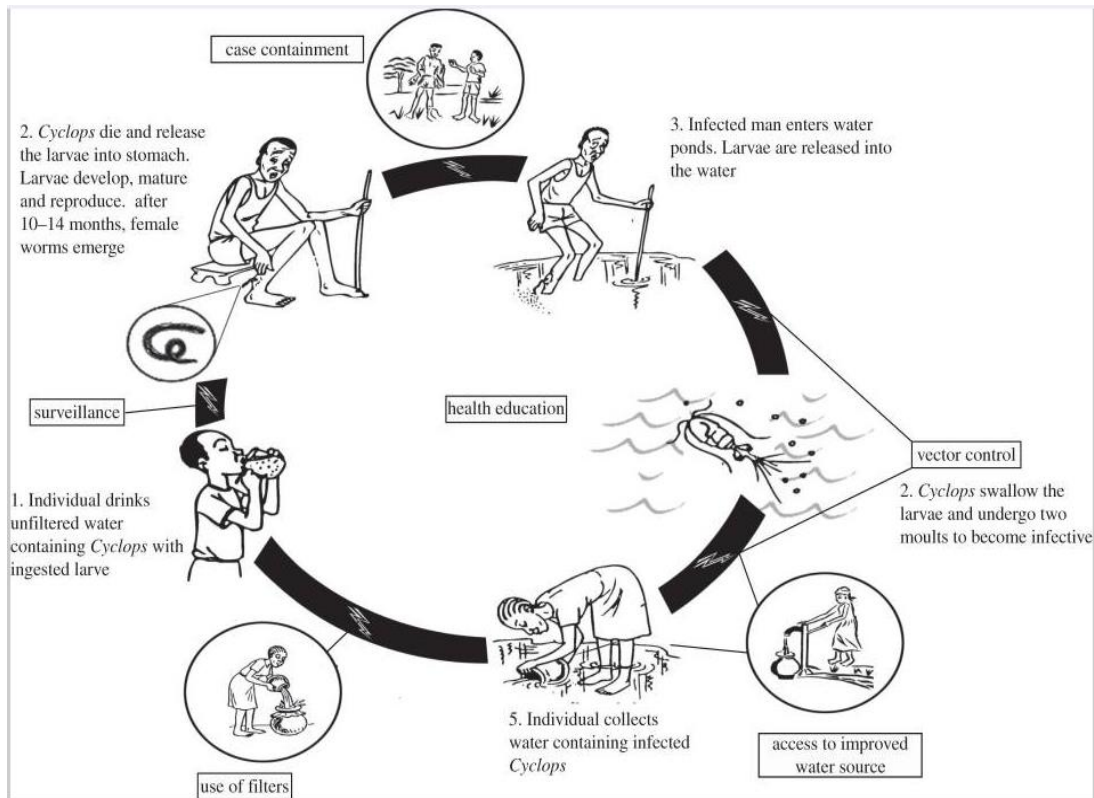 case containment
2. Cyclops die and release
the larvae into stomach.
Larvae develop, mature
and reproduce. after
10–14 months, female
worms emerge
3. Infected man enters water
ponds. Larvae are released into
the water
surveillance
health education
vector control
2. Cyclops swallow the
larvae and undergo two
moults to become infective
1. Individual drinks
unfiltered water
containing Cyclops with
ingested larve
5. Individual collects
water containing infected
Cyclops
access to improved
water source
use of filters